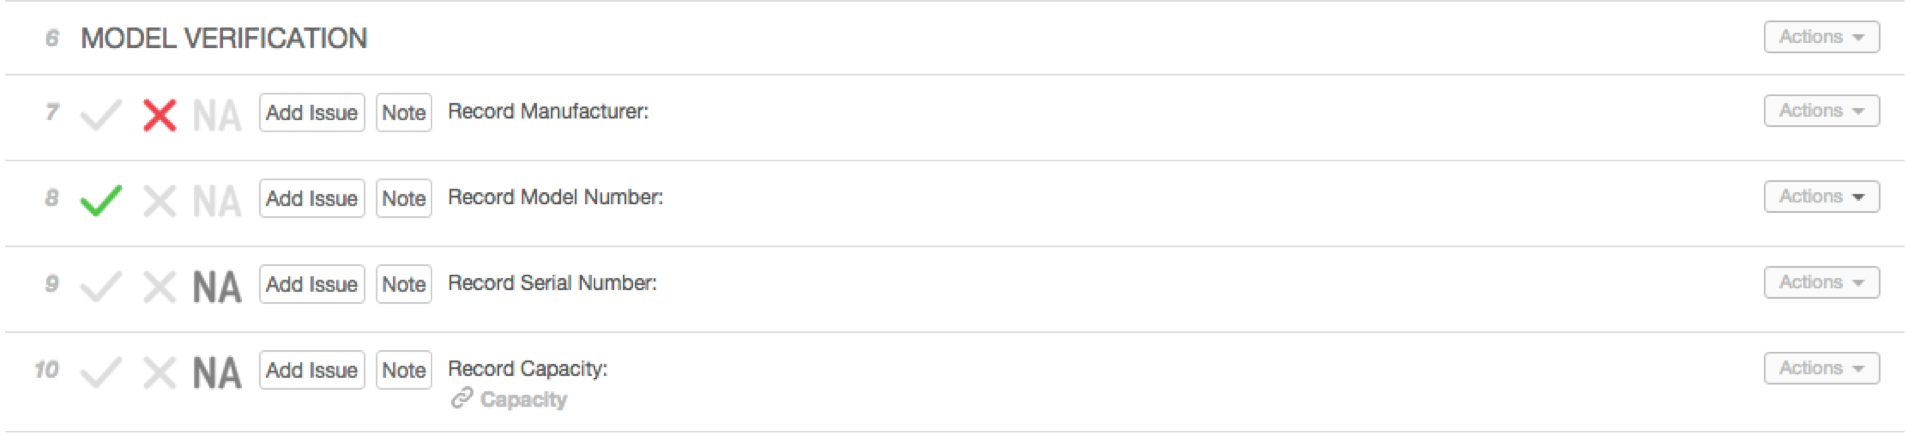 6 MODEL VERIFICATION Actions
7 NA Add Issue Note Record Manufacturer: Actions
8 NA Add Issue Note Record Model Number: Actions
9 NA Add Issue Note Record Serial Number: Actions
10 NA Add Issue Note Record Capacity: Actions
Capacity